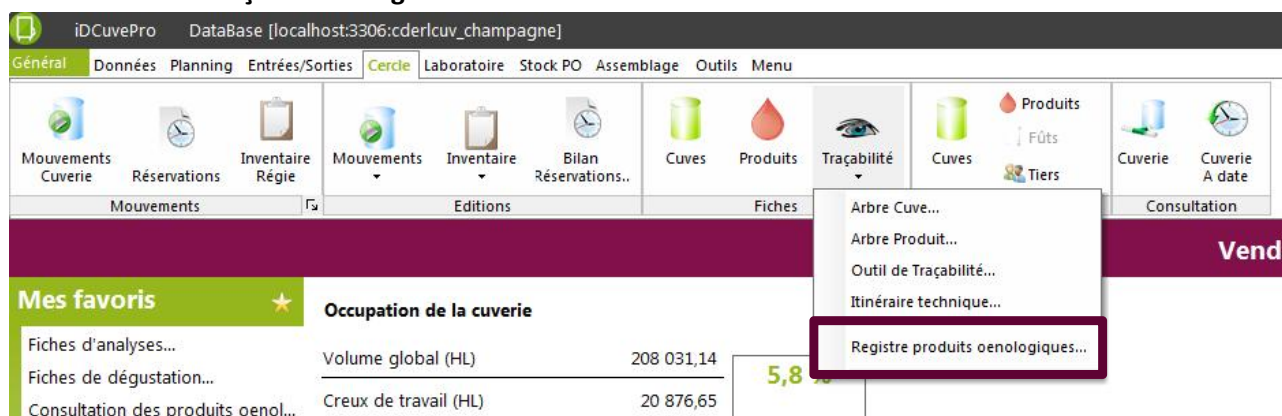 iDCuvePro DataBase [localhost:3306:cderlcuv_champagne]
Général Données Planning Entrées/Sorties Cercle Laboratoire Stock PO Assemblage Outils Menu
Mouvements Cuverie
Réservations
Inventaire Régie
Mouvements
Mouvements
Inventaire
Bilan Réservations..
Editions
Cuves
Produits
Traçabilité
Fiches
Cuves
Produits
Fûts
Tiers
Cuverie
Cuverie A date
Consultation
Arbre Cuve...
Arbre Produit...
Outil de Traçabilité...
Itinéraire technique...
Registre produits oenologiques...
Vend
Mes favoris
Fiches d'analyses...
Fiches de dégustation...
Consultation des produits oenol...
Occupation de la cuverie
Volume global (HL) 208 031,14
Creux de travail (HL) 20 876,65
5,8 %